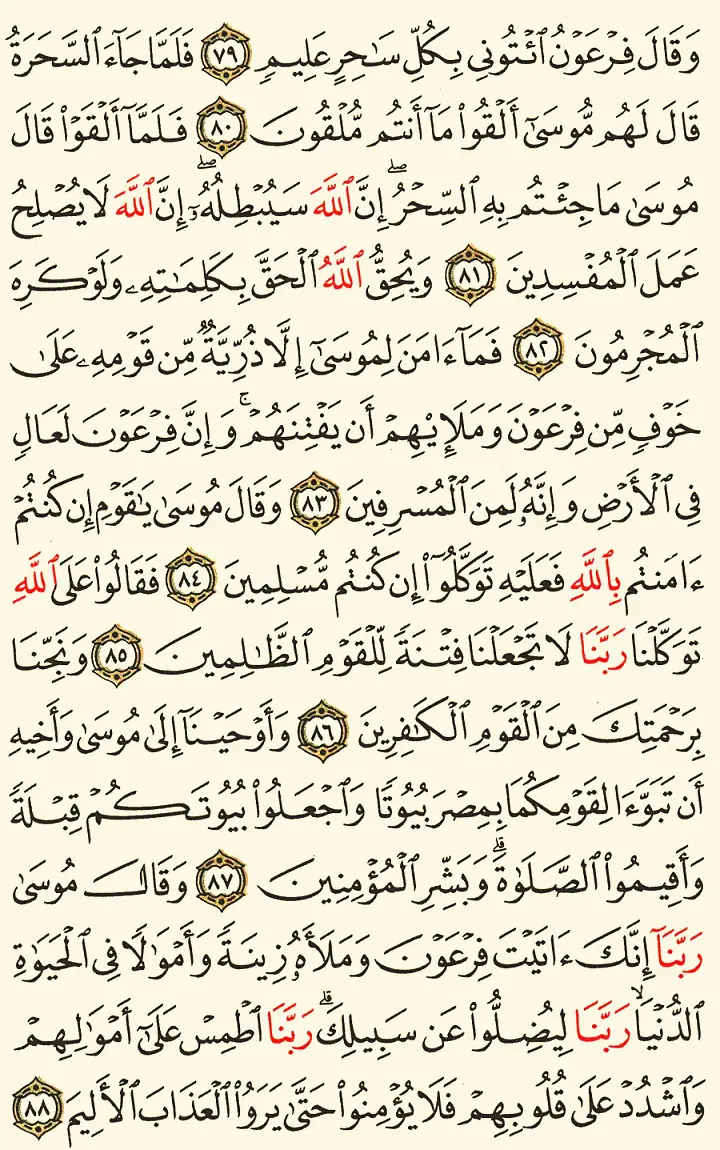 وَقَالَ فِرْعَوْنُ ٱئْتُونِى بِكُلِّ سَـٰحِرٍ عَلِيمٍ ٧٩ فَلَمَّا جَآءَ ٱلسَّحَرَةُ
قَالَ لَهُم مُّوسَىٰٓ أَلْقُوا۟ مَآ أَنتُم مُّلْقُونَ ٨٠ فَلَمَّآ أَلْقَوْا۟ قَالَ
مُوسَىٰ مَا جِئْتُم بِهِ ٱلسِّحْرُ ۖ إِنَّ ٱللَّهَ سَيُبْطِلُهُۥٓ ۖ إِنَّ ٱللَّهَ لَا يُصْلِحُ
عَمَلَ ٱلْمُفْسِدِينَ ٨١ وَيُحِقُّ ٱللَّهُ ٱلْحَقَّ بِكَلِمَـٰتِهِۦ وَلَوْ كَرِهَ
ٱلْمُجْرِمُونَ ٨٢ فَمَآ ءَامَنَ لِمُوسَىٰٓ إِلَّا ذُرِّيَّةٌ مِّن قَوْمِهِۦ عَلَىٰ
خَوْفٍ مِّن فِرْعَوْنَ وَمَلَإِي۟هِمْ أَن يَفْتِنَهُمْ ۚ وَإِنَّ فِرْعَوْنَ لَعَالٍ
فِى ٱلْأَرْضِ وَإِنَّهُۥ لَمِنَ ٱلْمُسْرِفِينَ ٨٣ وَقَالَ مُوسَىٰ يَـٰقَوْمِ إِن كُنتُمْ
ءَامَنتُم بِٱللَّهِ فَعَلَيْهِ تَوَكَّلُوٓا۟ إِن كُنتُم مُّسْلِمِينَ ٨٤ فَقَالُوا۟ عَلَى ٱللَّهِ
تَوَكَّلْنَا رَبَّنَا لَا تَجْعَلْنَا فِتْنَةً لِّلْقَوْمِ ٱلظَّـٰلِمِينَ ٨٥ وَنَجِّنَا
بِرَحْمَتِكَ مِنَ ٱلْقَوْمِ ٱلْكَـٰفِرِينَ ٨٦ وَأَوْحَيْنَآ إِلَىٰ مُوسَىٰ وَأَخِيهِ
أَن تَبَوَّءَا لِقَوْمِكُمَا بِمِصْرَ بُيُوتًا وَٱجْعَلُوا۟ بُيُوتَكُمْ قِبْلَةً
وَأَقِيمُوا۟ ٱلصَّلَوٰةَ ۗ وَبَشِّرِ ٱلْمُؤْمِنِينَ ٨٧ وَقَالَ مُوسَىٰ
رَبَّنَآ إِنَّكَ ءَاتَيْتَ فِرْعَوْنَ وَمَلَأَهُۥ زِينَةً وَأَمْوَٰلًا فِى ٱلْحَيَوٰةِ
ٱلدُّنْيَا ۙ رَبَّنَا لِيُضِلُّوا۟ عَن سَبِيلِكَ ۗ رَبَّنَا ٱطْمِسْ عَلَىٰٓ أَمْوَٰلِهِمْ
وَٱشْدُدْ عَلَىٰ قُلُوبِهِمْ فَلَا يُؤْمِنُوا۟ حَتَّىٰ يَرَوُا۟ ٱلْعَذَابَ ٱلْأَلِيمَ ٨٨